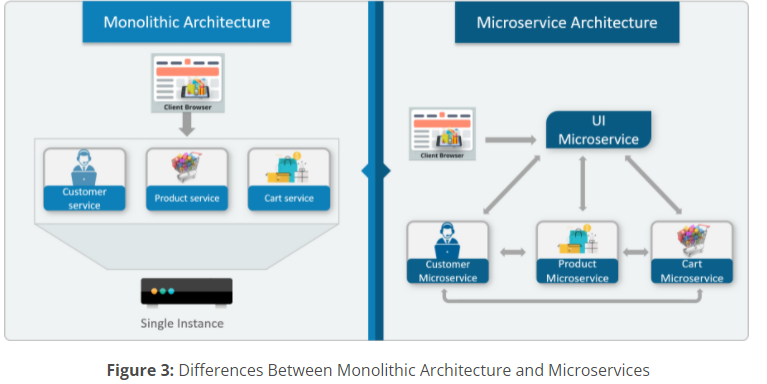 Monolithic Architecture
Client Browser
Customer
service
Product service
Cart service
Single Instance
Microservice Architecture
Client Browser
UI
Microservice
Customer
Microservice
Product
Microservice
Cart
Microservice
Figure 3: Differences Between Monolithic Architecture and Microservices